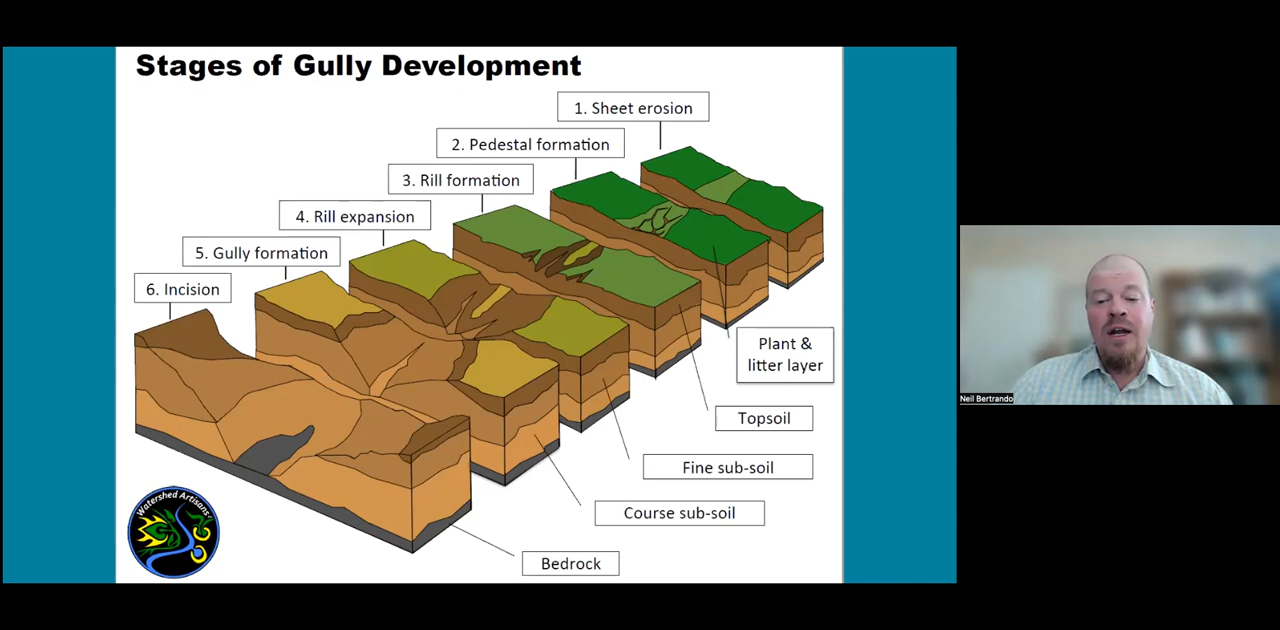 Stages of Gully Development
1. Sheet erosion
2. Pedestal formation
3. Rill formation
4. Rill expansion
5. Gully formation
6. Incision
Plant &
litter layer
Topsoil
Fine sub-soil
Course sub-soil
Bedrock
Watershed Artisans
Neil Bertrando